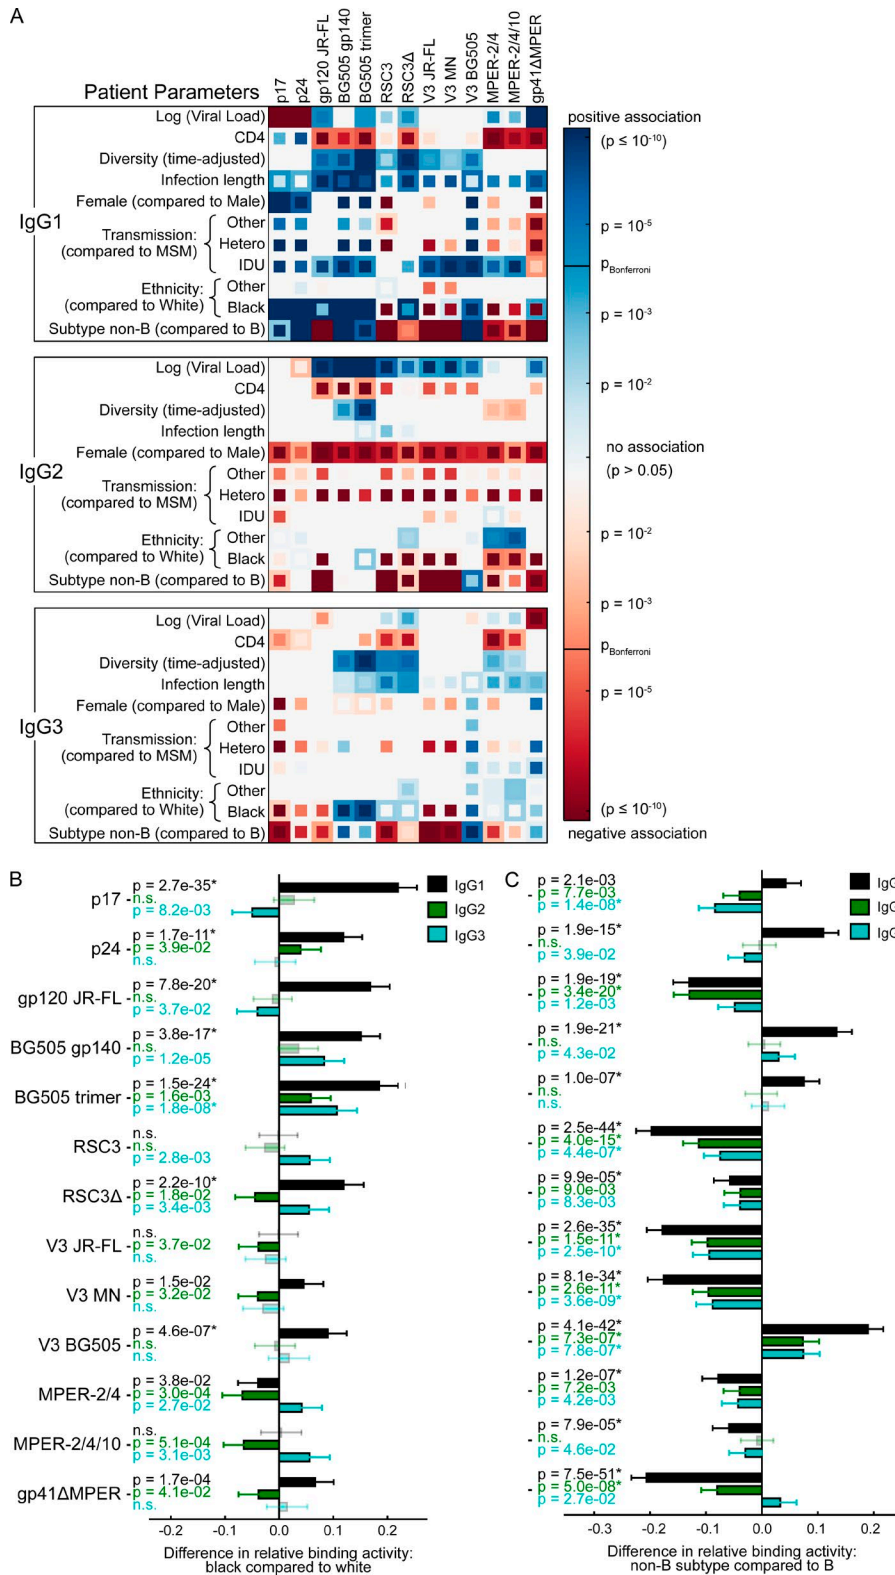 A
Patient Parameters
p17
p24
gp120 JR-FL
BG505 gp140
BG505 trimer
RSC3
RSC3Δ
V3 JR-FL
V3 MN
V3 BG505
MPER-2/4
MPER-2/4/10
gp41ΔMPER
IgG1
Log (Viral Load)
CD4
Diversity (time-adjusted)
Infection length
Female (compared to Male)
Transmission:
(compared to MSM)
Other
Hetero
IDU
Ethnicity:
(compared to White)
Other
Black
Subtype non-B (compared to B)
IgG2
Log (Viral Load)
CD4
Diversity (time-adjusted)
Infection length
Female (compared to Male)
Transmission:
(compared to MSM)
Other
Hetero
IDU
Ethnicity:
(compared to White)
Other
Black
Subtype non-B (compared to B)
IgG3
Log (Viral Load)
CD4
Diversity (time-adjusted)
Infection length
Female (compared to Male)
Transmission:
(compared to MSM)
Other
Hetero
IDU
Ethnicity:
(compared to White)
Other
Black
Subtype non-B (compared to B)
positive association
(p ≤ 10-10)
p = 10-5
pBonferroni
p = 10-3
p = 10-2
no association
(p > 0.05)
p = 10-2
p = 10-3
pBonferroni
p = 10-5
(p ≤ 10-10)
negative association
B
IgG1
IgG2
IgG3
p17
p = 2.7e-35*
n.s.
p = 8.2e-03
p24
p = 1.7e-11*
p = 3.9e-02
n.s.
gp120 JR-FL
p = 7.8e-20*
n.s.
p = 3.7e-02
BG505 gp140
p = 3.8e-17*
n.s.
p = 1.2e-05
BG505 trimer
p = 1.5e-24*
p = 1.6e-03
p = 1.8e-08*
RSC3
n.s.
n.s.
p = 2.8e-03
RSC3Δ
p = 2.2e-10*
p = 1.8e-02
p = 3.4e-03
V3 JR-FL
n.s.
p = 3.7e-02
n.s.
V3 MN
p = 1.5e-02
p = 3.2e-02
n.s.
V3 BG505
p = 4.6e-07*
n.s.
n.s.
MPER-2/4
p = 3.8e-02
p = 3.0e-04
p = 2.7e-02
MPER-2/4/10
n.s.
p = 5.1e-04
p = 3.1e-03
gp41ΔMPER
p = 1.7e-04
p = 4.1e-02
n.s.
-0.2 -0.1 0.0 0.1 0.2
Difference in relative binding activity:
black compared to white
C
IgG
IgG
IgG
p = 2.1e-03
p = 7.7e-03
p = 1.4e-08*
p = 1.9e-15*
n.s.
p = 3.9e-02
p = 1.9e-19*
p = 3.4e-20*
p = 1.2e-03
p = 1.9e-21*
n.s.
p = 4.3e-02
p = 1.0e-07*
n.s.
n.s.
p = 2.5e-44*
p = 4.0e-15*
p = 4.4e-07*
p = 9.9e-05*
p = 9.0e-03
p = 8.3e-03
p = 2.6e-35*
p = 1.5e-11*
p = 2.5e-10*
p = 8.1e-34*
p = 2.6e-11*
p = 3.6e-09*
p = 4.1e-42*
p = 7.3e-07*
p = 7.8e-07*
p = 1.2e-07*
p = 7.2e-03
p = 4.2e-03
p = 7.9e-05*
n.s.
p = 4.6e-02
p = 7.5e-51*
p = 5.0e-08*
p = 2.7e-02
-0.3 -0.2 -0.1 0.0 0.1 0.2
Difference in relative binding activity:
non-B subtype compared to B